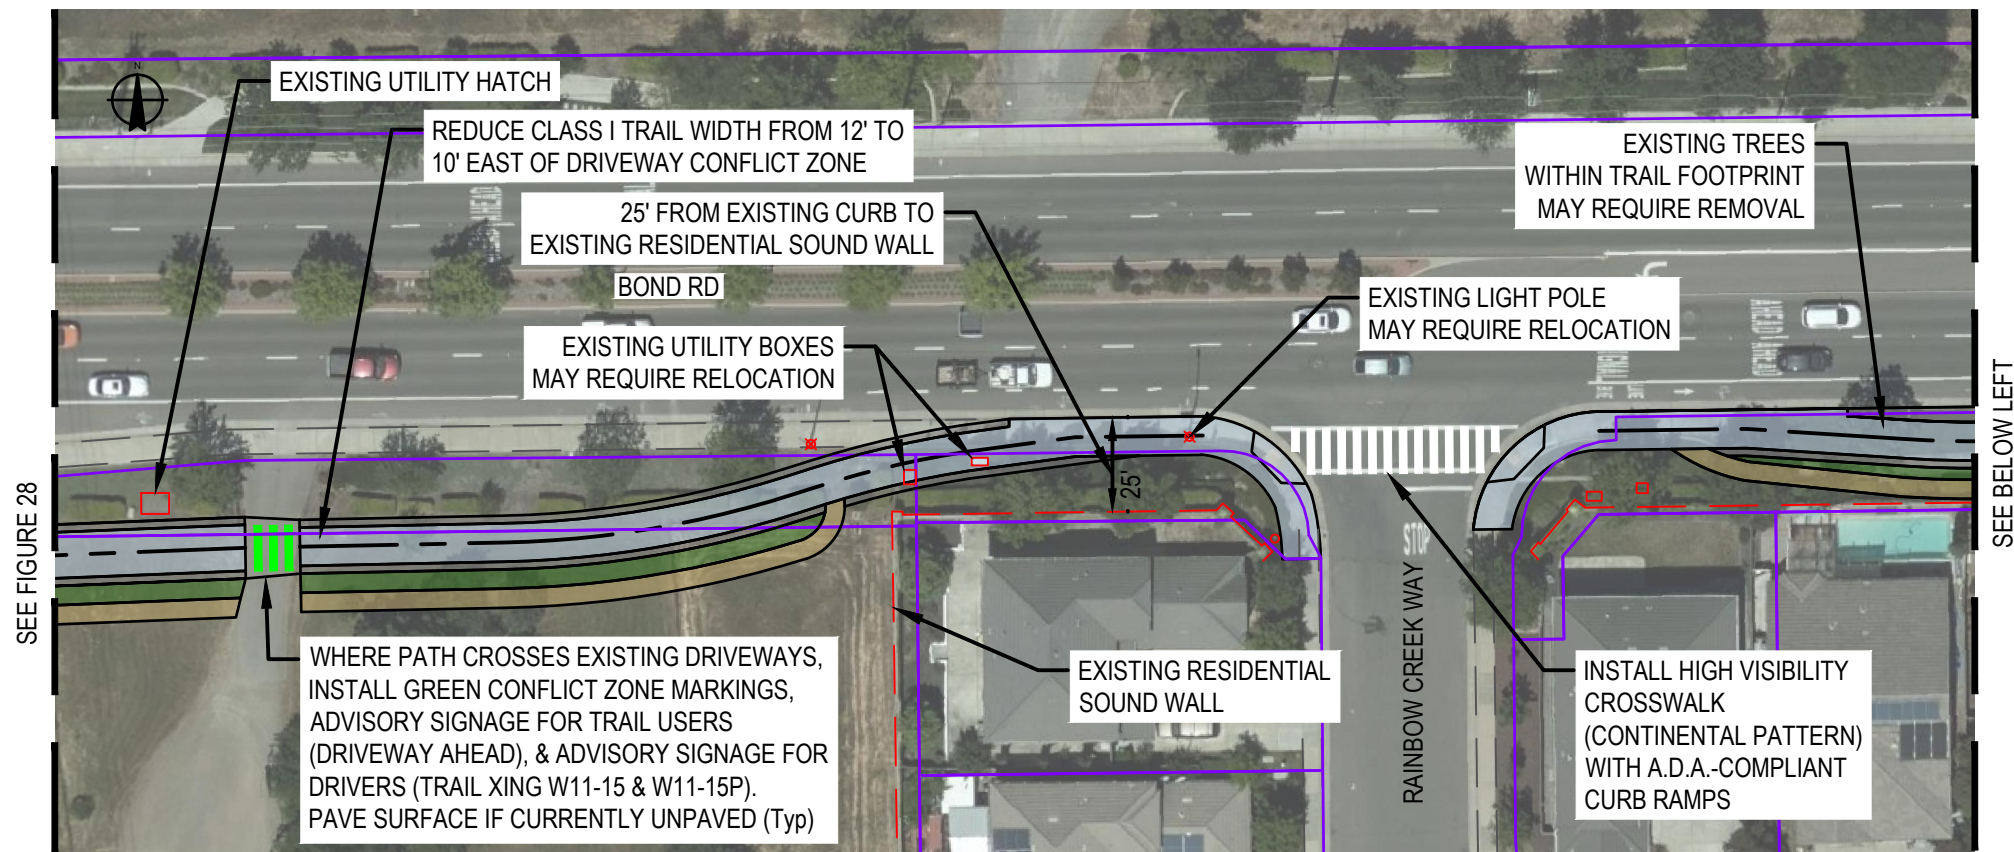 N
EXISTING UTILITY HATCH
REDUCE CLASS I TRAIL WIDTH FROM 12' TO
10' EAST OF DRIVEWAY CONFLICT ZONE
25' FROM EXISTING CURB TO
EXISTING RESIDENTIAL SOUND WALL
BOND RD
EXISTING TREES
WITHIN TRAIL FOOTPRINT
MAY REQUIRE REMOVAL
EXISTING LIGHT POLE
MAY REQUIRE RELOCATION
EXISTING UTILITY BOXES
MAY REQUIRE RELOCATION
AHEAD
25'
STOP
SEE FIGURE 28
SEE BELOW LEFT
WHERE PATH CROSSES EXISTING DRIVEWAYS,
INSTALL GREEN CONFLICT ZONE MARKINGS,
ADVISORY SIGNAGE FOR TRAIL USERS
(DRIVEWAY AHEAD), & ADVISORY SIGNAGE FOR
DRIVERS (TRAIL XING W11-15 & W11-15P).
PAVE SURFACE IF CURRENTLY UNPAVED (Typ)
EXISTING RESIDENTIAL
SOUND WALL
RAINBOW CREEK WAY
INSTALL HIGH VISIBILITY
CROSSWALK
(CONTINENTAL PATTERN)
WITH A.D.A.-COMPLIANT
CURB RAMPS